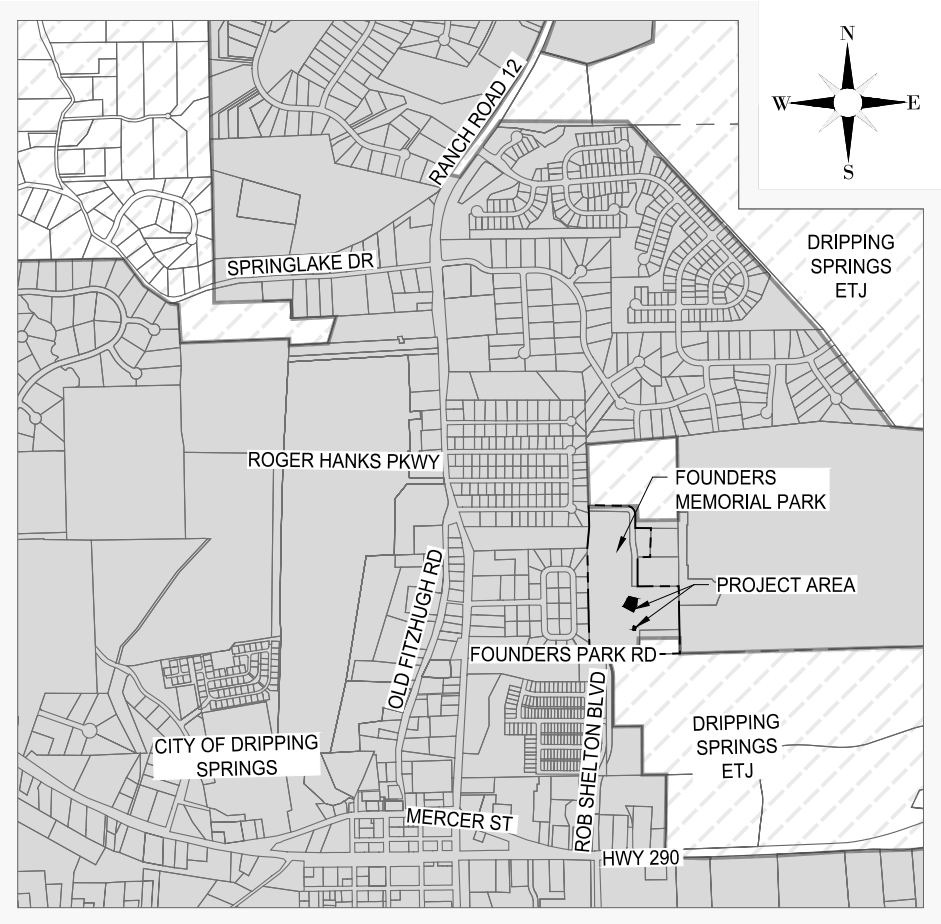 N
W
E
S
RANCH ROAD 12
SPRINGLAKE DR
DRIPPING
SPRINGS
ETJ
ROGER HANKS PKWY
FOUNDERS
MEMORIAL PARK
PROJECT AREA
OLD FITZHUGH RD
FOUNDERS PARK RD
ROB SHELTON BLVD
DRIPPING
SPRINGS
ETJ
CITY OF DRIPPING
SPRINGS
MERCER ST
HWY 290